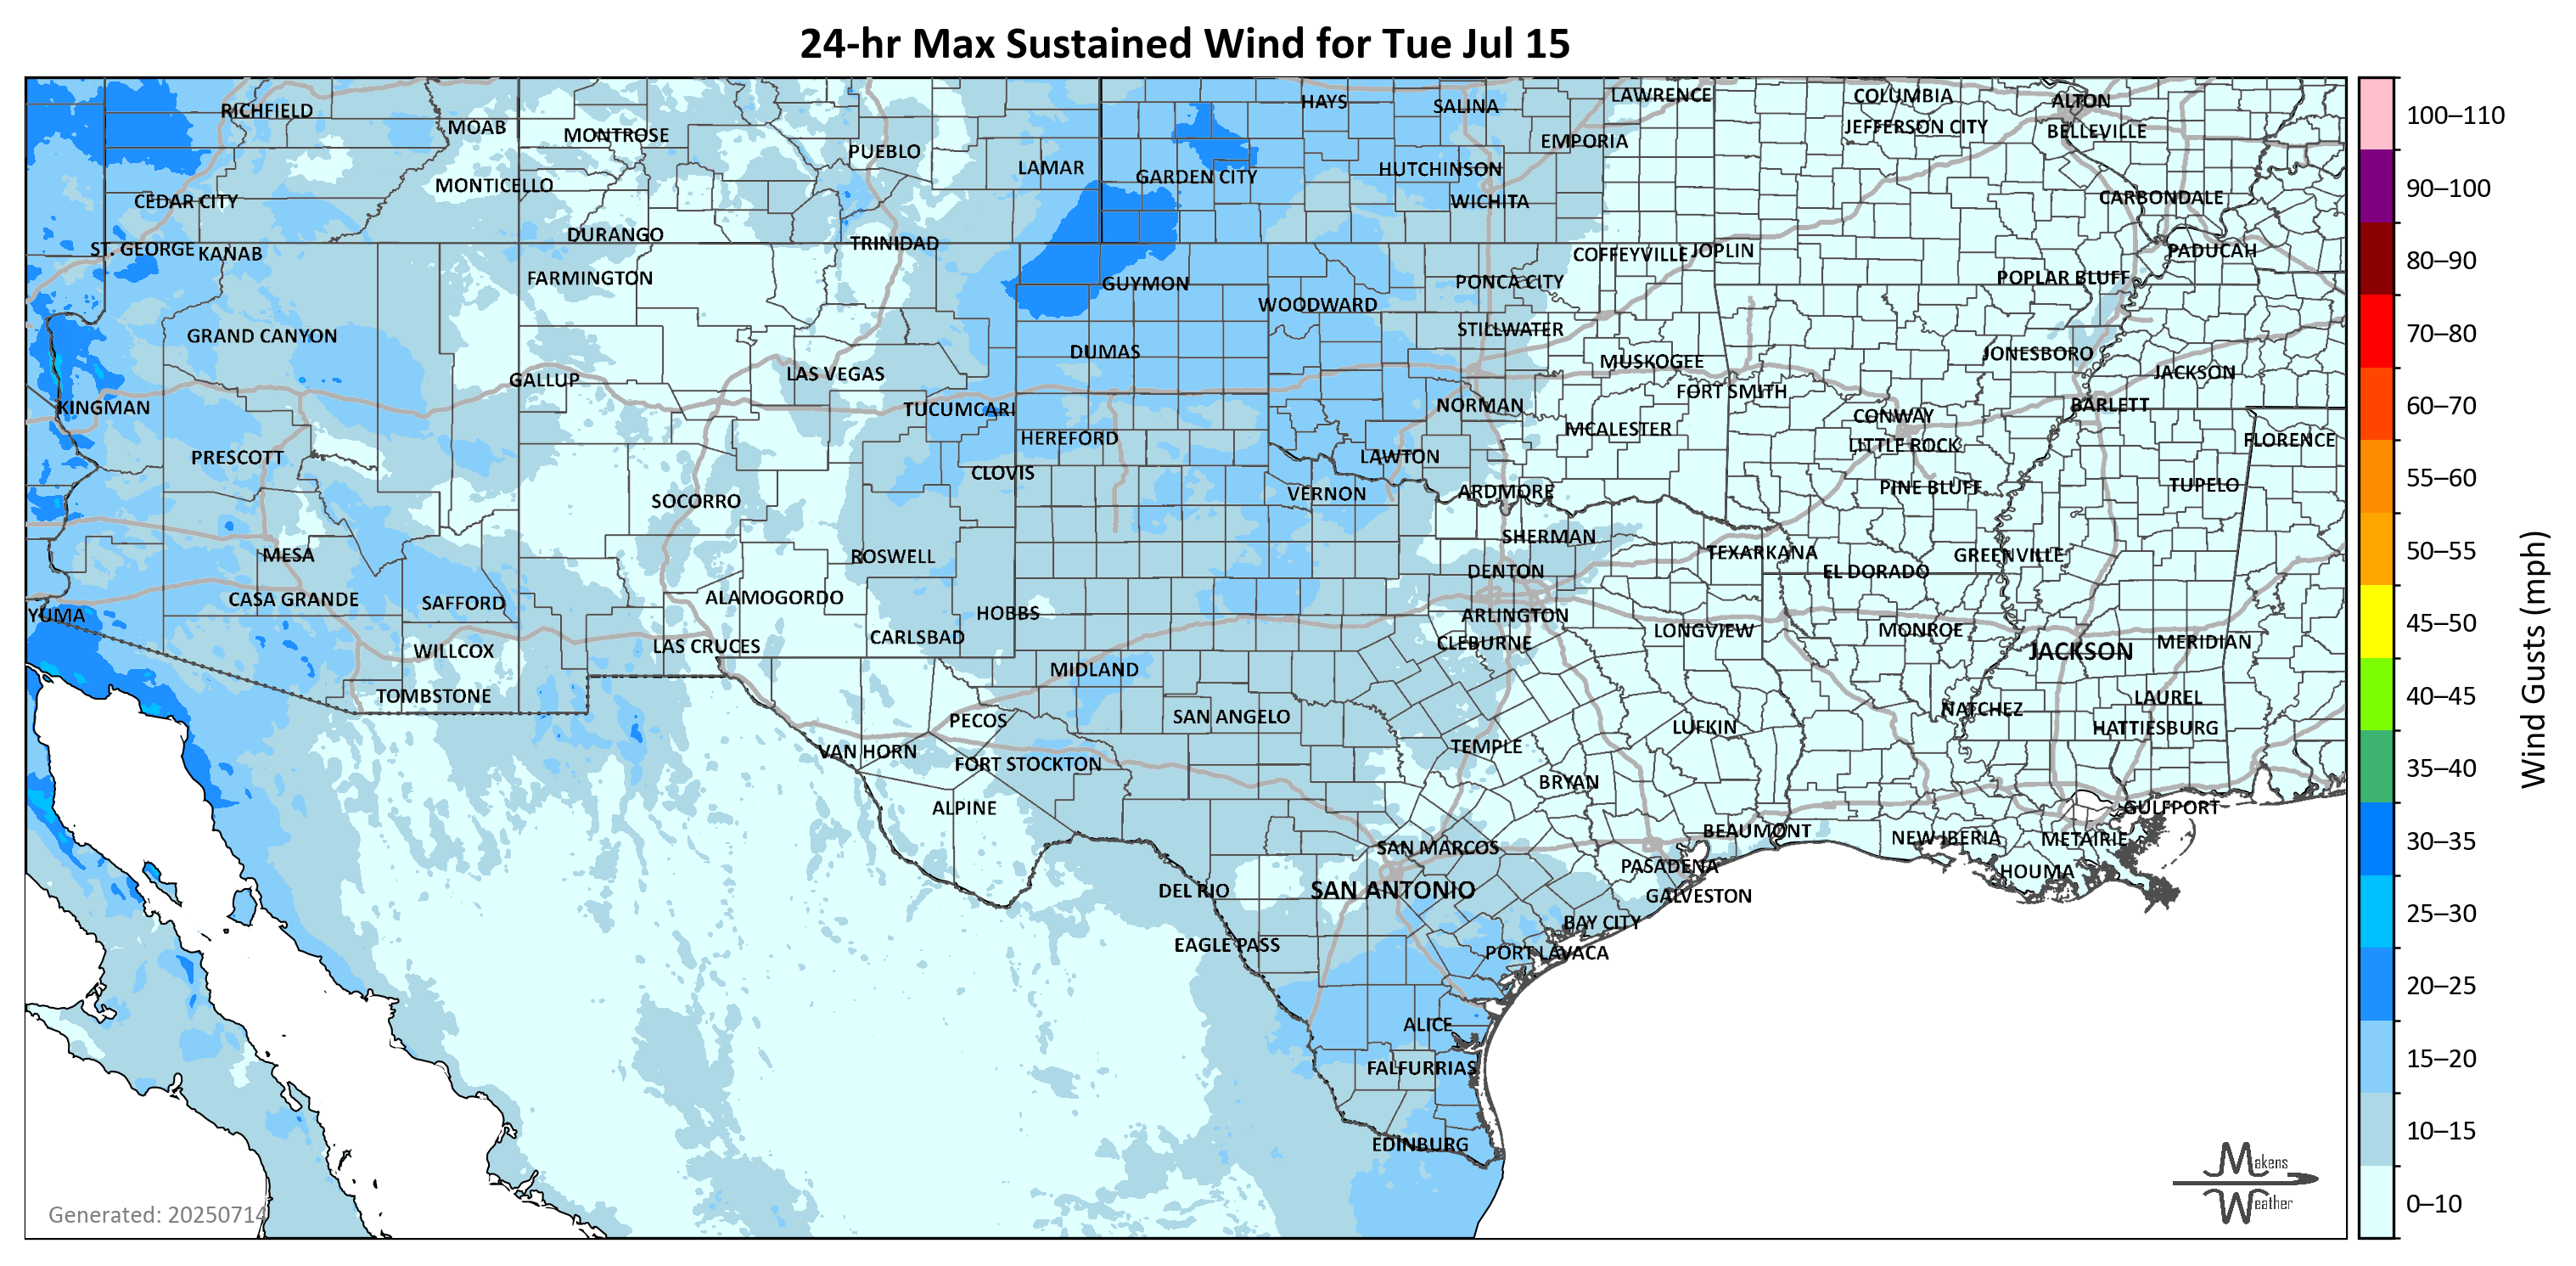 24-hr Max Sustained Wind for Tue Jul 15
RICHFIELD
MOAB
MONTROSE
PUEBLO
LAMAR
HAYS
SALINA
LAWRENCE
COLUMBIA
ALTON
JEFFERSON CITY
BELLEVILLE
EMPORIA
GARDEN CITY
HUTCHINSON
MONTICELLO
CEDAR CITY
WICHITA
CARBONDALE
DURANGO
TRINIDAD
ST. GEORGE
KANAB
COFFEYVILLE
JOPLIN
PADUCAH
FARMINGTON
GUYMON
PONCA CITY
POPLAR BLUFF
WOODWARD
GRAND CANYON
STILLWATER
DUMAS
JONESBORO
MUSKOGEE
GALLUP
LAS VEGAS
JACKSON
FORT SMITH
KINGMAN
TUCUMCARI
NORMAN
BARLETT
CONWAY
MCALESTER
HEREFORD
LITTLE ROCK
FLORENCE
PRESCOTT
CLOVIS
LAWTON
SOCORRO
VERNON
ARDMORE
PINE BLUFF
TUPELO
SHERMAN
MESA
ROSWELL
TEXARKANA
GREENVILLE
DENTON
EL DORADO
CASA GRANDE
SAFFORD
ALAMOGORDO
HOBBS
YUMA
ARLINGTON
LAS CRUCES
CARLSBAD
CLEBURNE
LONGVIEW
MONROE
JACKSON
MERIDIAN
WILLCOX
MIDLAND
TOMBSTONE
LAUREL
PECOS
SAN ANGELO
NATCHEZ
LUFKIN
HATTIESBURG
VAN HORN
FORT STOCKTON
TEMPLE
BRYAN
ALPINE
GULFPORT
BEAUMONT
NEW IBERIA
METAIRIE
SAN MARCOS
PASADENA
HOUMA
DEL RIO
SAN ANTONIO
GALVESTON
BAY CITY
EAGLE PASS
PORT LAVACA
ALICE
FALFURRIAS
EDINBURG
Generated: 20250714
Makens
Weather
100–110
90–100
80–90
70–80
60–70
55–60
50–55
45–50
40–45
35–40
30–35
25–30
20–25
15–20
10–15
0–10
Wind Gusts (mph)